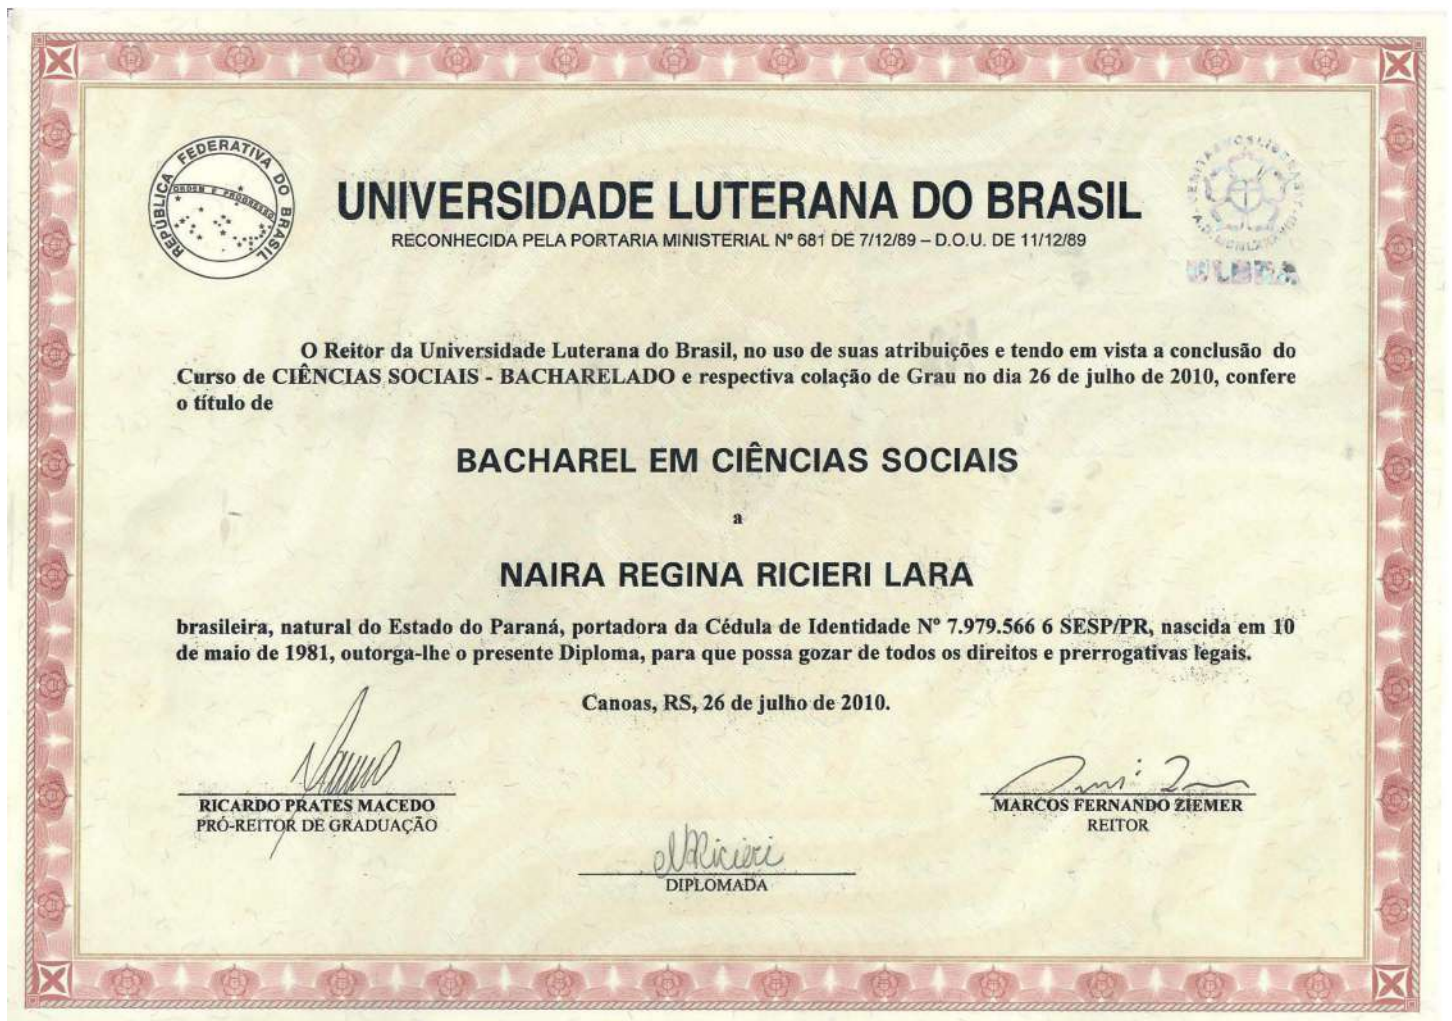 REPÚBLICA FEDERATIVA DO BRASIL
ORDEM E PROGRESSO
UNIVERSIDADE LUTERANA DO BRASIL
RECONHECIDA PELA PORTARIA MINISTERIAL Nº 681 DE 7/12/89 – D.O.U. DE 11/12/89
ULBRA
O Reitor da Universidade Luterana do Brasil, no uso de suas atribuições e tendo em vista a conclusão do
Curso de CIÊNCIAS SOCIAIS - BACHARELADO e respectiva colação de Grau no dia 26 de julho de 2010, confere
o título de
BACHAREL EM CIÊNCIAS SOCIAIS
a
NAIRA REGINA RICIERI LARA
brasileira, natural do Estado do Paraná, portadora da Cédula de Identidade Nº 7.979.566 6 SESP/PR, nascida em 10
de maio de 1981, outorga-lhe o presente Diploma, para que possa gozar de todos os direitos e prerrogativas legais.
Canoas, RS, 26 de julho de 2010.
RICARDO PRATES MACEDO
PRÓ-REITOR DE GRADUAÇÃO
MARCOS FERNANDO ZIEMER
REITOR
NRicieri
DIPLOMADA